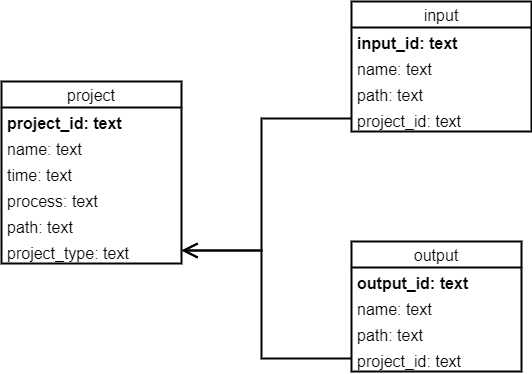 project
project_id: text
name: text
time: text
process: text
path: text
project_type: text
input
input_id: text
name: text
path: text
project_id: text
output
output_id: text
name: text
path: text
project_id: text